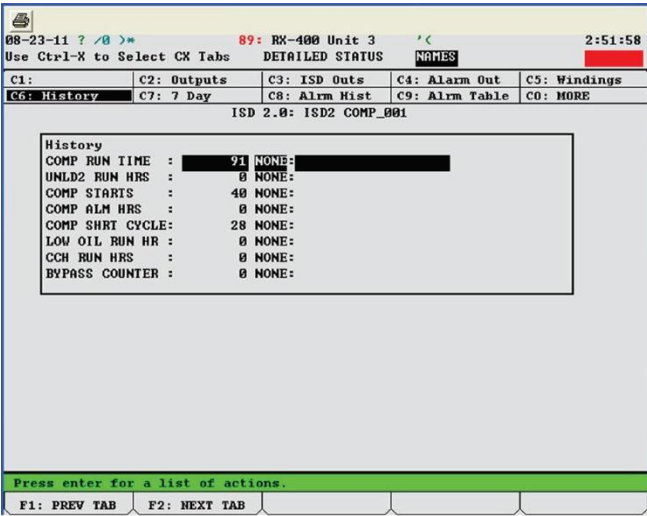 08-23-11 ? /0 >* 89: RX-400 Unit 3 '< 2:51:58
Use Ctrl-X to Select CX Tabs DETAILED STATUS NAMES
C1: C2: Outputs C3: ISD Outs C4: Alarm Out C5: Windings
C6: History C7: 7 Day C8: Alrm Hist C9: Alrm Table C0: MORE
ISD 2.0: ISD2 COMP_001
History
COMP RUN TIME : 91 NONE:
UNLD2 RUN HRS : 0 NONE:
COMP STARTS : 40 NONE:
COMP ALM HRS : 0 NONE:
COMP SHRT CYCLE: 28 NONE:
LOW OIL RUN HR : 0 NONE:
CCH RUN HRS : 0 NONE:
BYPASS COUNTER : 0 NONE:
Press enter for a list of actions.
F1: PREV TAB F2: NEXT TAB